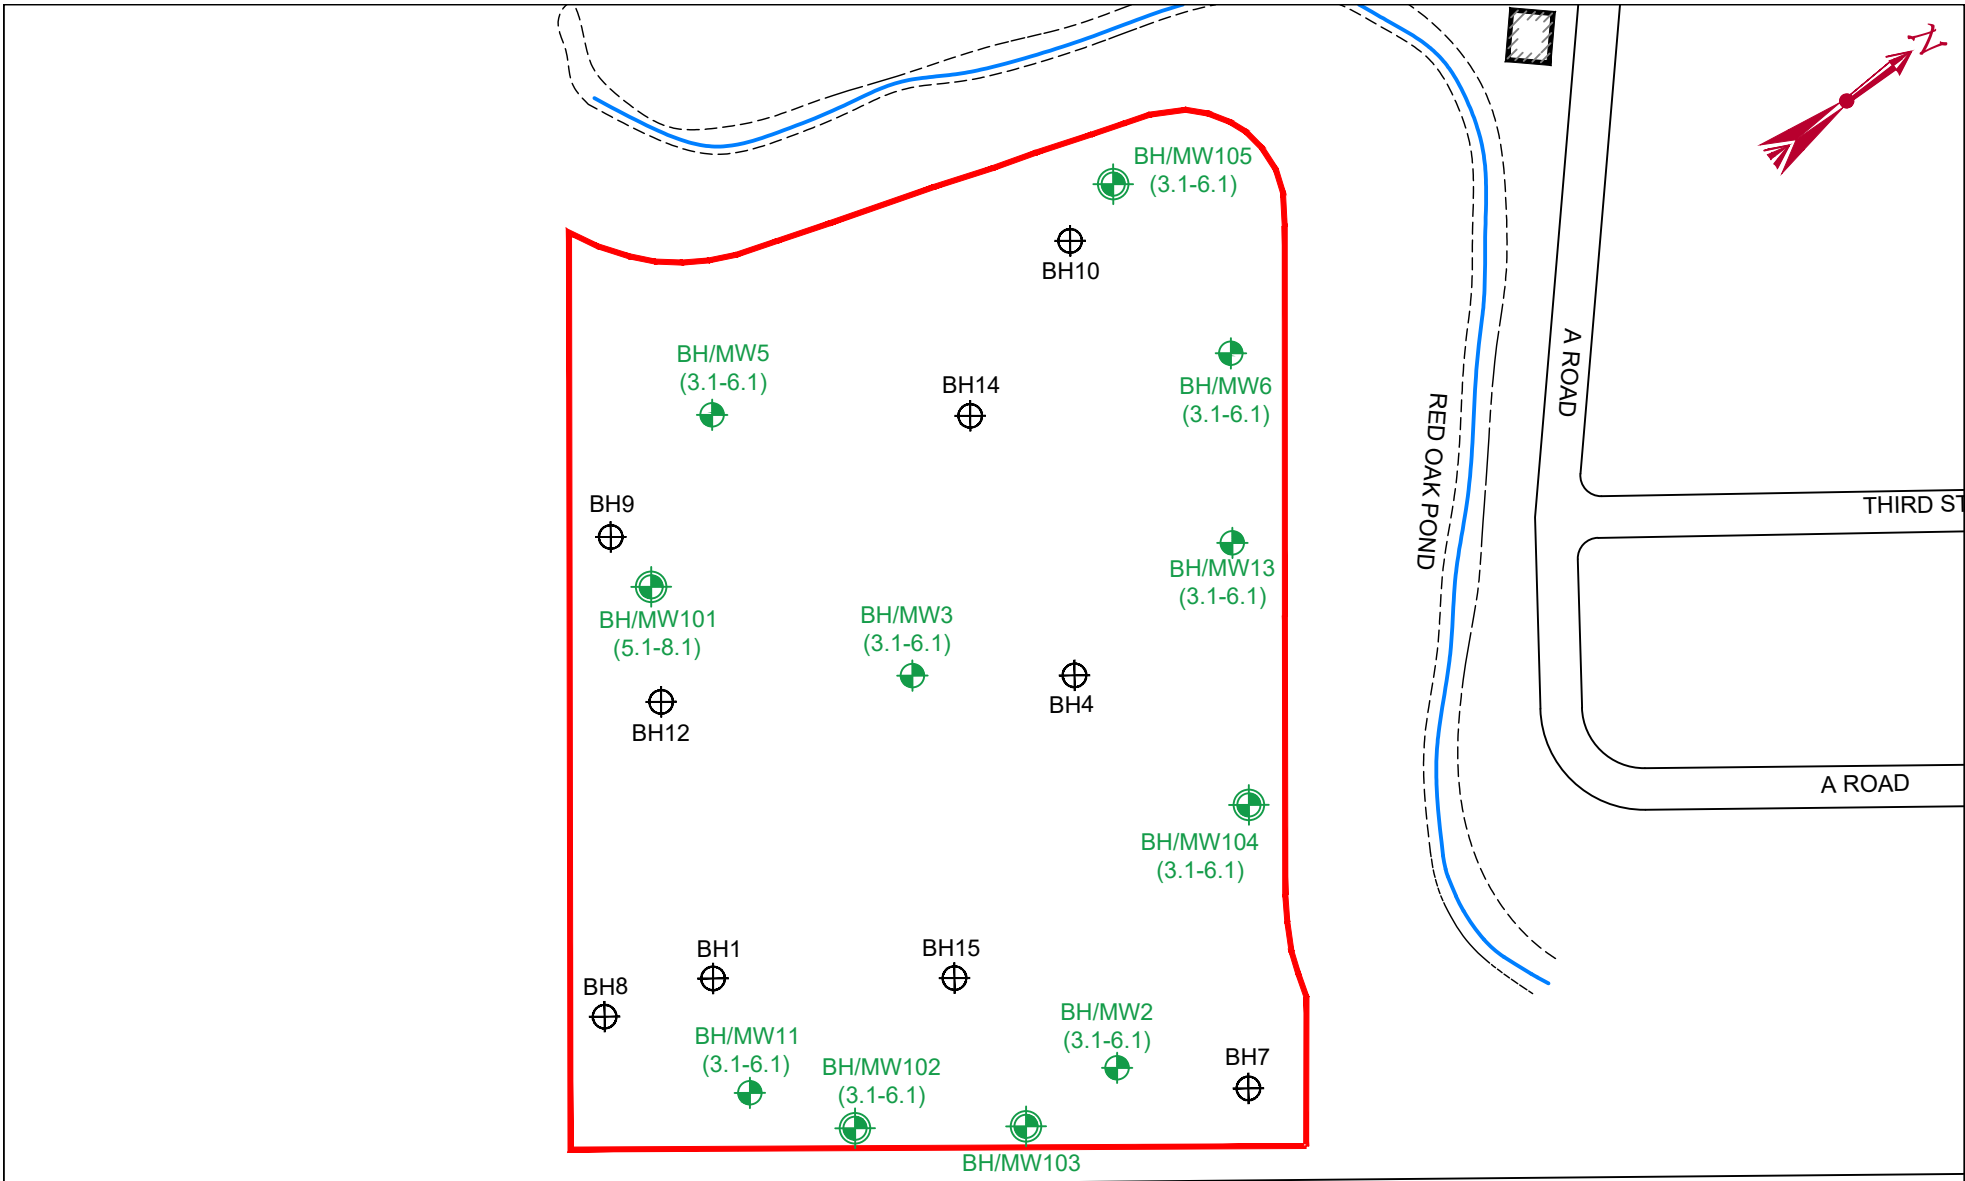 N
BH/MW105
(3.1-6.1)
BH10
BH/MW5
(3.1-6.1)
BH14
BH/MW6
(3.1-6.1)
A ROAD
RED OAK POND
THIRD ST
BH9
BH/MW13
(3.1-6.1)
BH/MW101
(5.1-8.1)
BH/MW3
(3.1-6.1)
BH4
BH12
A ROAD
BH/MW104
(3.1-6.1)
BH1
BH15
BH8
BH/MW11
(3.1-6.1)
BH/MW102
(3.1-6.1)
BH/MW2
(3.1-6.1)
BH7
BH/MW103